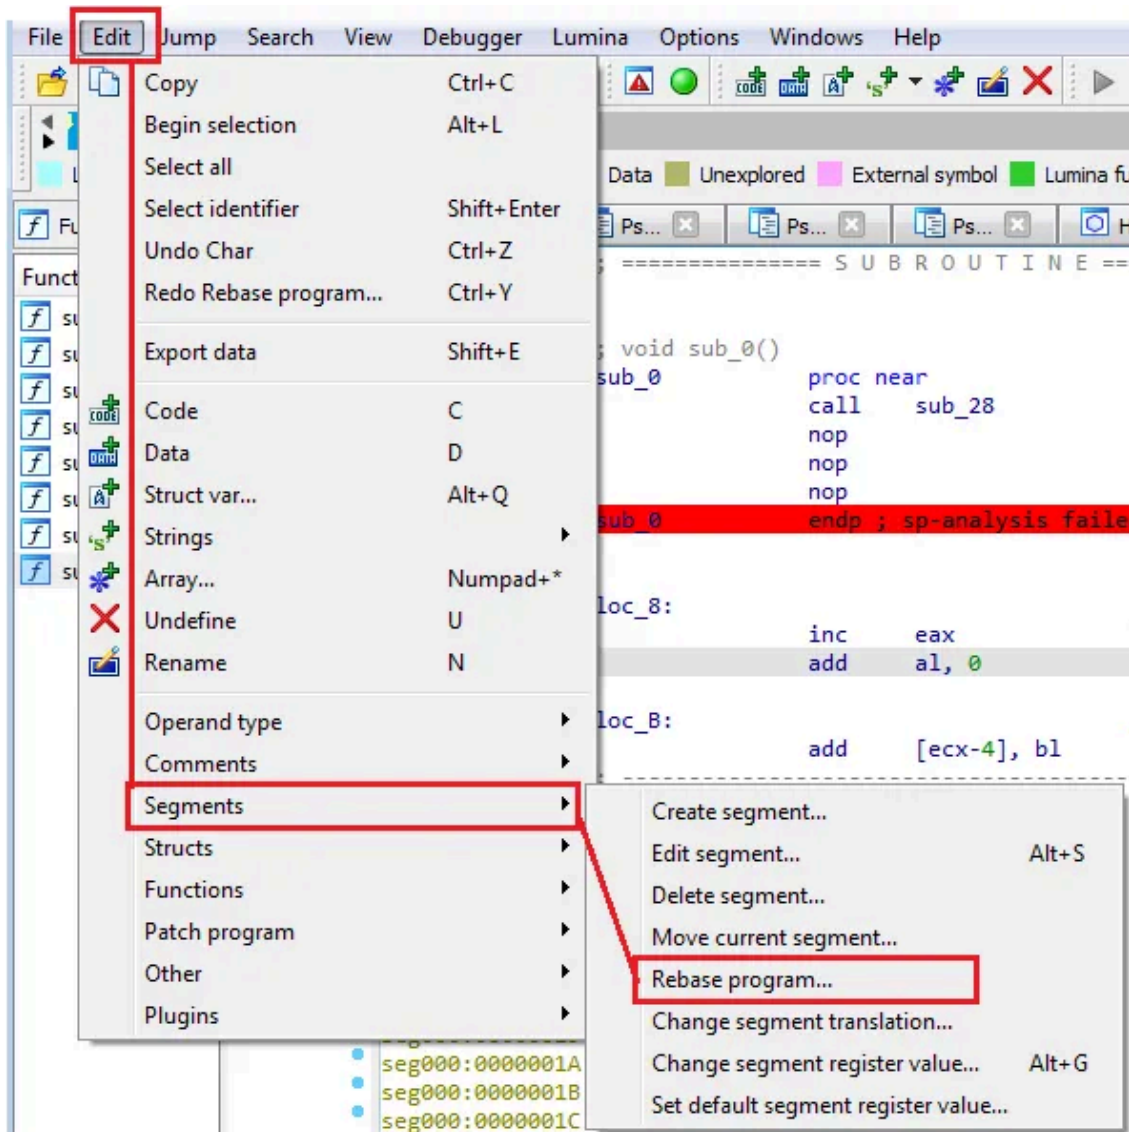 File Edit Jump Search View Debugger Lumina Options Windows Help
Copy Ctrl+C
Begin selection Alt+L
Select all
Data Unexplored External symbol Lumina fu
Select identifier Shift+Enter
Ps... Ps... Ps...
Undo Char Ctrl+Z
; =============== S U B R O U T I N E ==
Funct
Redo Rebase program... Ctrl+Y
Export data Shift+E
; void sub_0()
sub_0 proc near
call sub_28
Code C
nop
Data D
nop
Struct var... Alt+Q
nop
sub_0 endp ; sp-analysis faile
Strings
Array... Numpad+*
loc_8:
Undefine U
inc eax
Rename N
add al, 0
Operand type
loc_B:
add [ecx-4], bl
Comments
Segments
Create segment...
Structs
Edit segment... Alt+S
Functions
Delete segment...
Patch program
Move current segment...
Other
Rebase program...
Plugins
Change segment translation...
seg000:0000001A
Change segment register value... Alt+G
seg000:0000001B
Set default segment register value...
seg000:0000001C